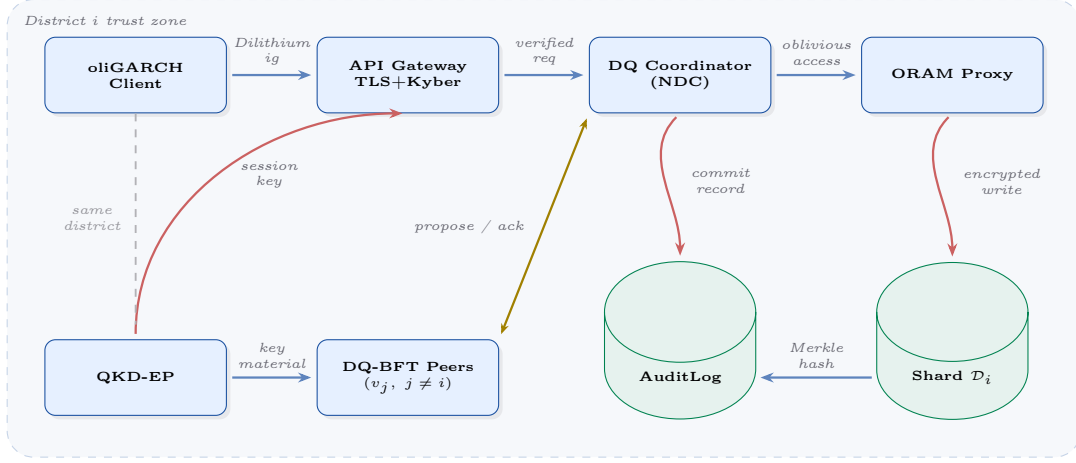 District i trust zone
oliGARCH
Client
Dilithium
ig
API Gateway
TLS+Kyber
verified
req
DQ Coordinator
(NDC)
oblivious
access
ORAM Proxy
session
key
commit
record
encrypted
write
same
district
propose / ack
QKD-EP
key
material
DQ-BFT Peers
(v_j, j ≠ i)
AuditLog
Merkle
hash
Shard 𝒟_i